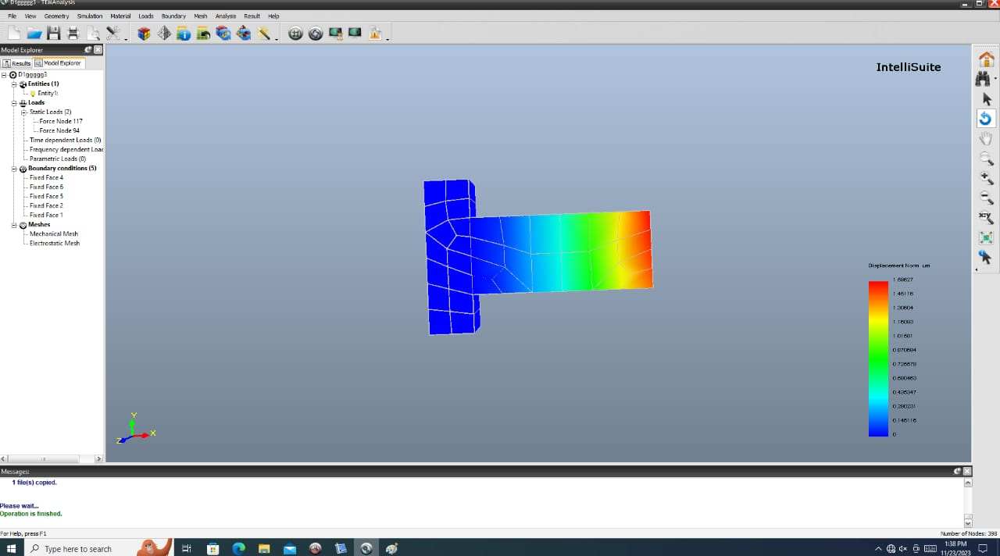 D1ggggg3 - TEMAnalysis
File View Geometry Simulation Material Loads Boundary Mesh Analysis Result Help
Model Explorer
Results Model Explorer
D1ggggg3
Entities (1)
Entity1:
Loads
Static Loads (2)
Force Node 117
Force Node 94
Time dependent Loads (0)
Frequency dependent Load
Parametric Loads (0)
Boundary conditions (5)
Fixed Face 4
Fixed Face 6
Fixed Face 5
Fixed Face 2
Fixed Face 1
Meshes
Mechanical Mesh
Electrostatic Mesh
IntelliSuite
Displacement Norm um
1.59627
1.45116
1.30604
1.16093
1.01581
0.870694
0.725578
0.580463
0.435347
0.290231
0.145116
0
Y
X
Z
Messages:
1 file(s) copied.
Please wait...
Operation is finished.
For Help, press F1
Number of Nodes: 398
Type here to search
1:38 PM
11/23/2023